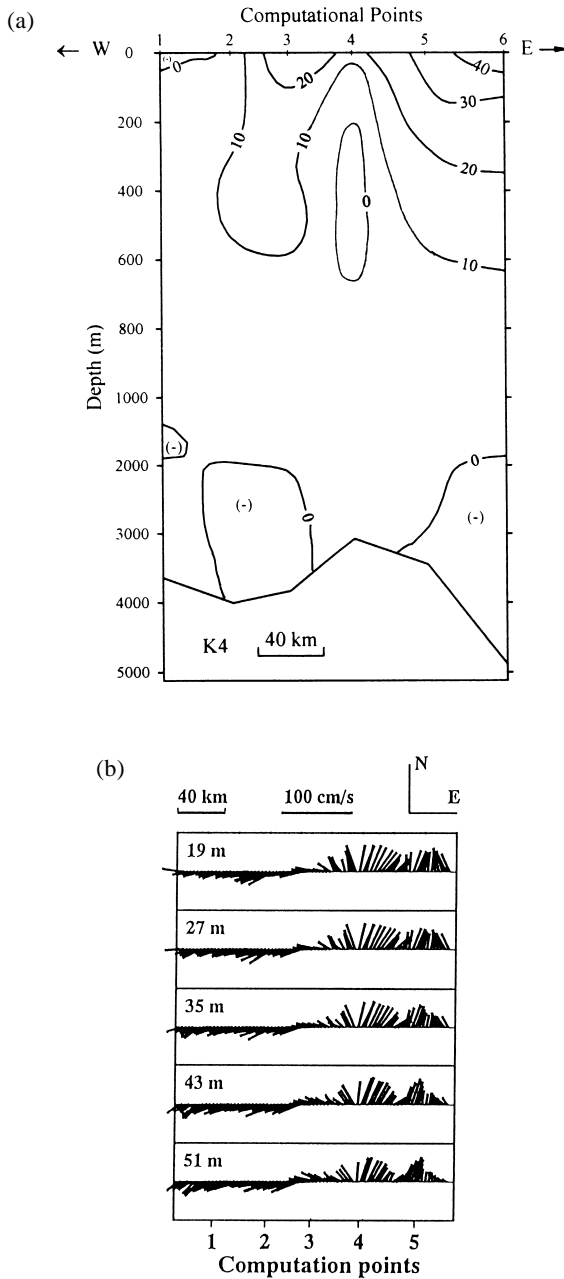 (a)
Computational Points
← W
1 2 3 4 5 6
E →
0
200
400
600
800
1000
2000
3000
4000
5000
Depth (m)
(-)
0
20
40
30
10
10
20
0
10
(-)
0
(-)
0
(-)
K4
40 km
(b)
N
40 km
100 cm/s
E
19 m
27 m
35 m
43 m
51 m
1 2 3 4 5
Computation points